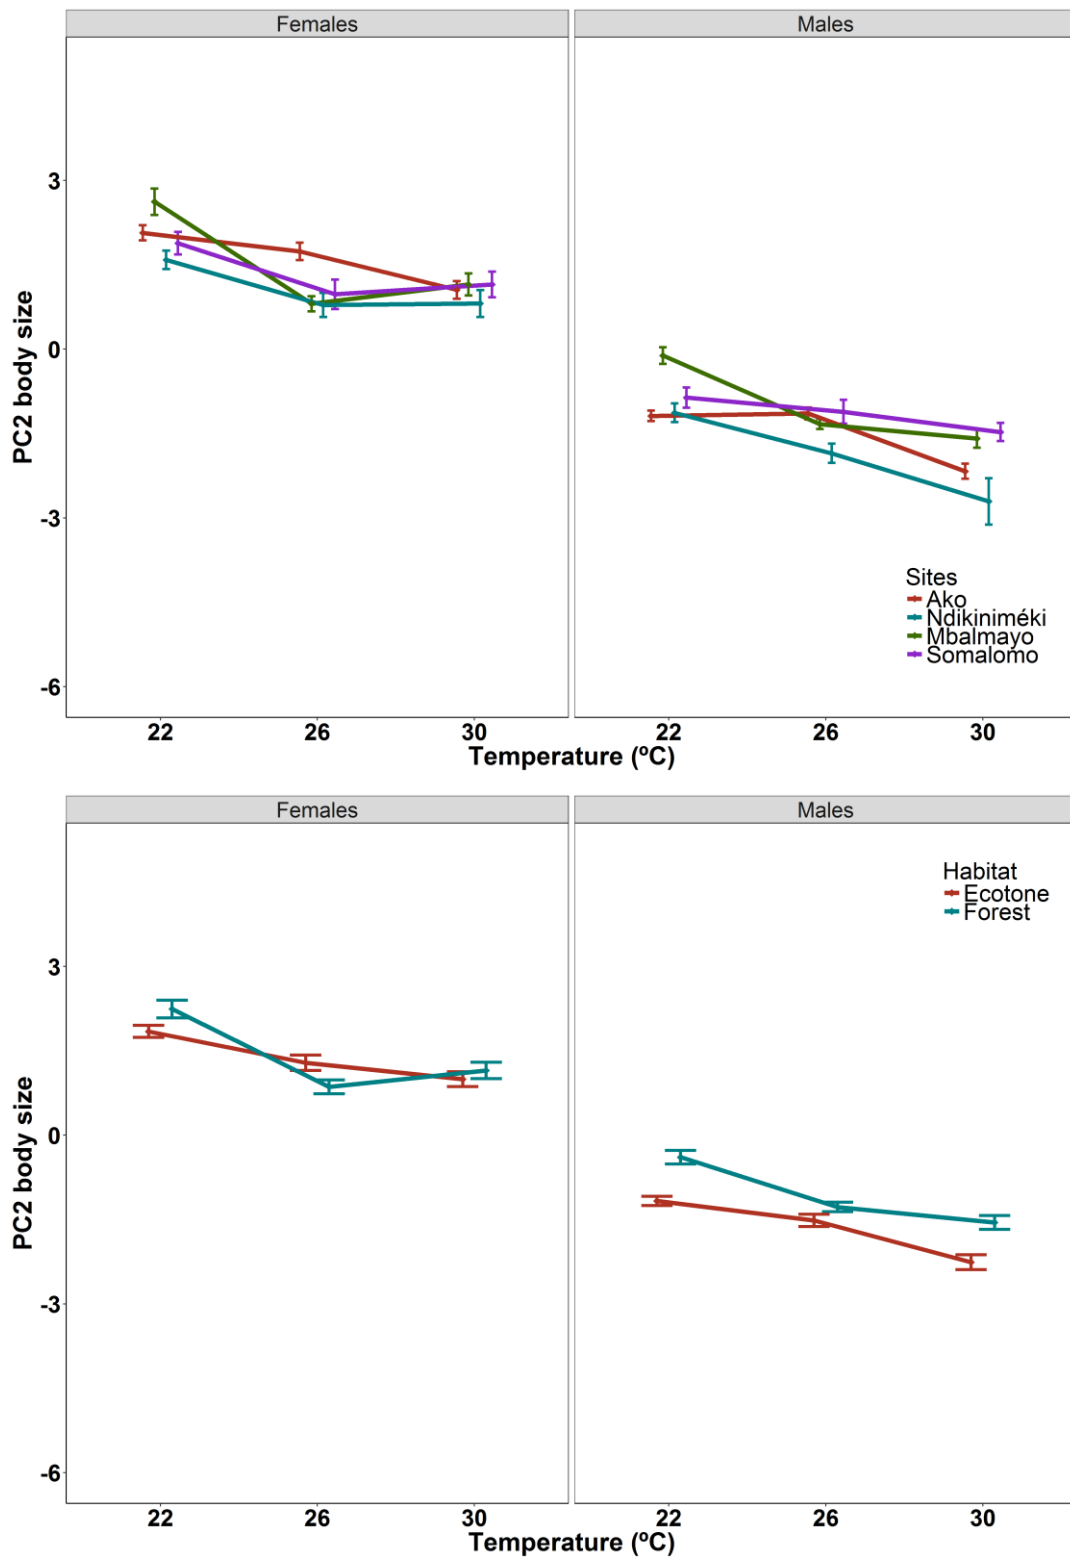 Females Males
3
0
-3
-6
PC2 body size
Sites
Ako
Ndikiniméki
Mbalmayo
Somalomo
22 26 30 22 26 30
Temperature (ºC)
Females Males
Habitat
Ecotone
Forest
3
0
-3
-6
PC2 body size
22 26 30 22 26 30
Temperature (ºC)